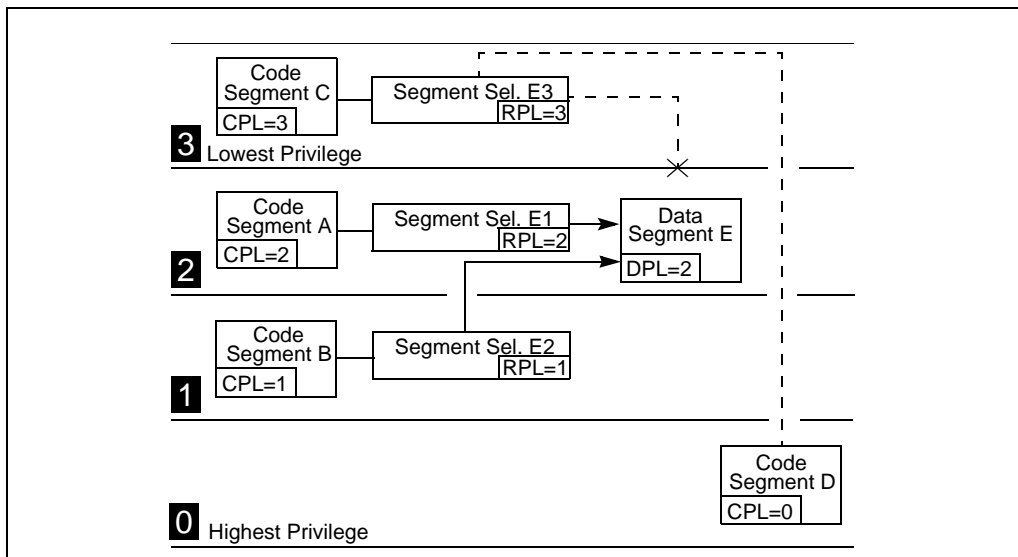 Code
Segment C
CPL=3
Segment Sel. E3
RPL=3
3
Lowest Privilege
Code
Segment A
CPL=2
Segment Sel. E1
RPL=2
Data
Segment E
DPL=2
2
Code
Segment B
CPL=1
Segment Sel. E2
RPL=1
1
Code
Segment D
CPL=0
0
Highest Privilege